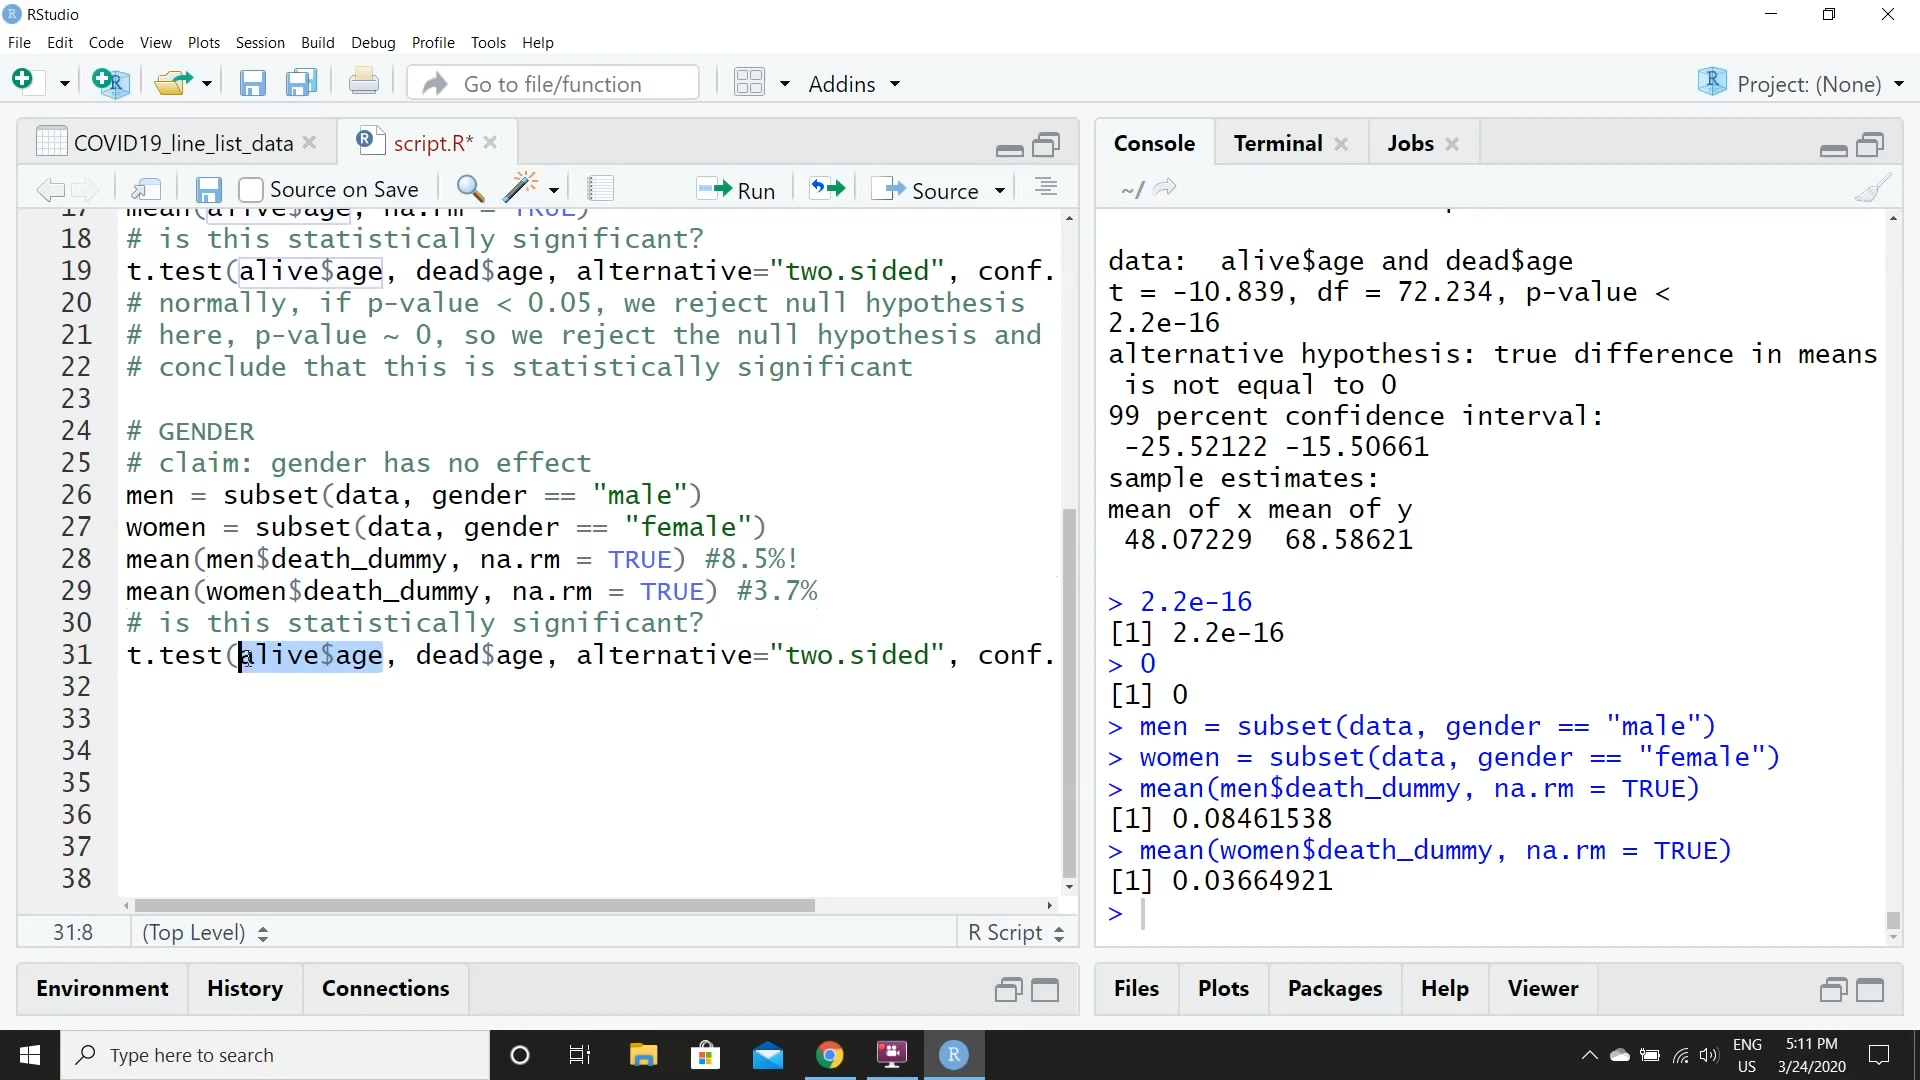 RStudio
File Edit Code View Plots Session Build Debug Profile Tools Help
Go to file/function
Addins
Project: (None)
COVID19_line_list_data
script.R*
Source on Save
Run
Source
17 mean(alive$age, na.rm = TRUE)
18 # is this statistically significant?
19 t.test(alive$age, dead$age, alternative="two.sided", conf.
20 # normally, if p-value < 0.05, we reject null hypothesis
21 # here, p-value ~ 0, so we reject the null hypothesis and
22 # conclude that this is statistically significant
23
24 # GENDER
25 # claim: gender has no effect
26 men = subset(data, gender == "male")
27 women = subset(data, gender == "female")
28 mean(men$death_dummy, na.rm = TRUE) #8.5%!
29 mean(women$death_dummy, na.rm = TRUE) #3.7%
30 # is this statistically significant?
31 t.test(alive$age, dead$age, alternative="two.sided", conf.
32
33
34
35
36
37
38
31:8 (Top Level) R Script
Environment History Connections
Console Terminal Jobs
~/
data: alive$age and dead$age
t = -10.839, df = 72.234, p-value <
2.2e-16
alternative hypothesis: true difference in means
is not equal to 0
99 percent confidence interval:
-25.52122 -15.50661
sample estimates:
mean of x mean of y
48.07229 68.58621
> 2.2e-16
[1] 2.2e-16
> 0
[1] 0
> men = subset(data, gender == "male")
> women = subset(data, gender == "female")
> mean(men$death_dummy, na.rm = TRUE)
[1] 0.08461538
> mean(women$death_dummy, na.rm = TRUE)
[1] 0.03664921
>
Files Plots Packages Help Viewer
Type here to search
ENG
US
5:11 PM
3/24/2020